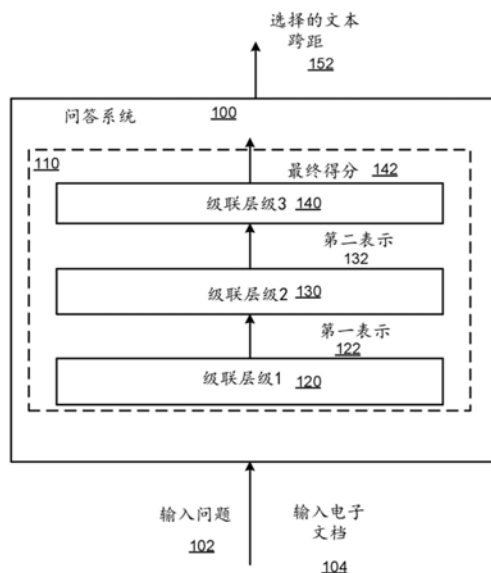 选择的文本
跨距
152
问答系统 100
110
最终得分 142
级联层级3 140
第二表示
132
级联层级2 130
第一表示
122
级联层级1 120
输入问题
102
输入电子
文档
104